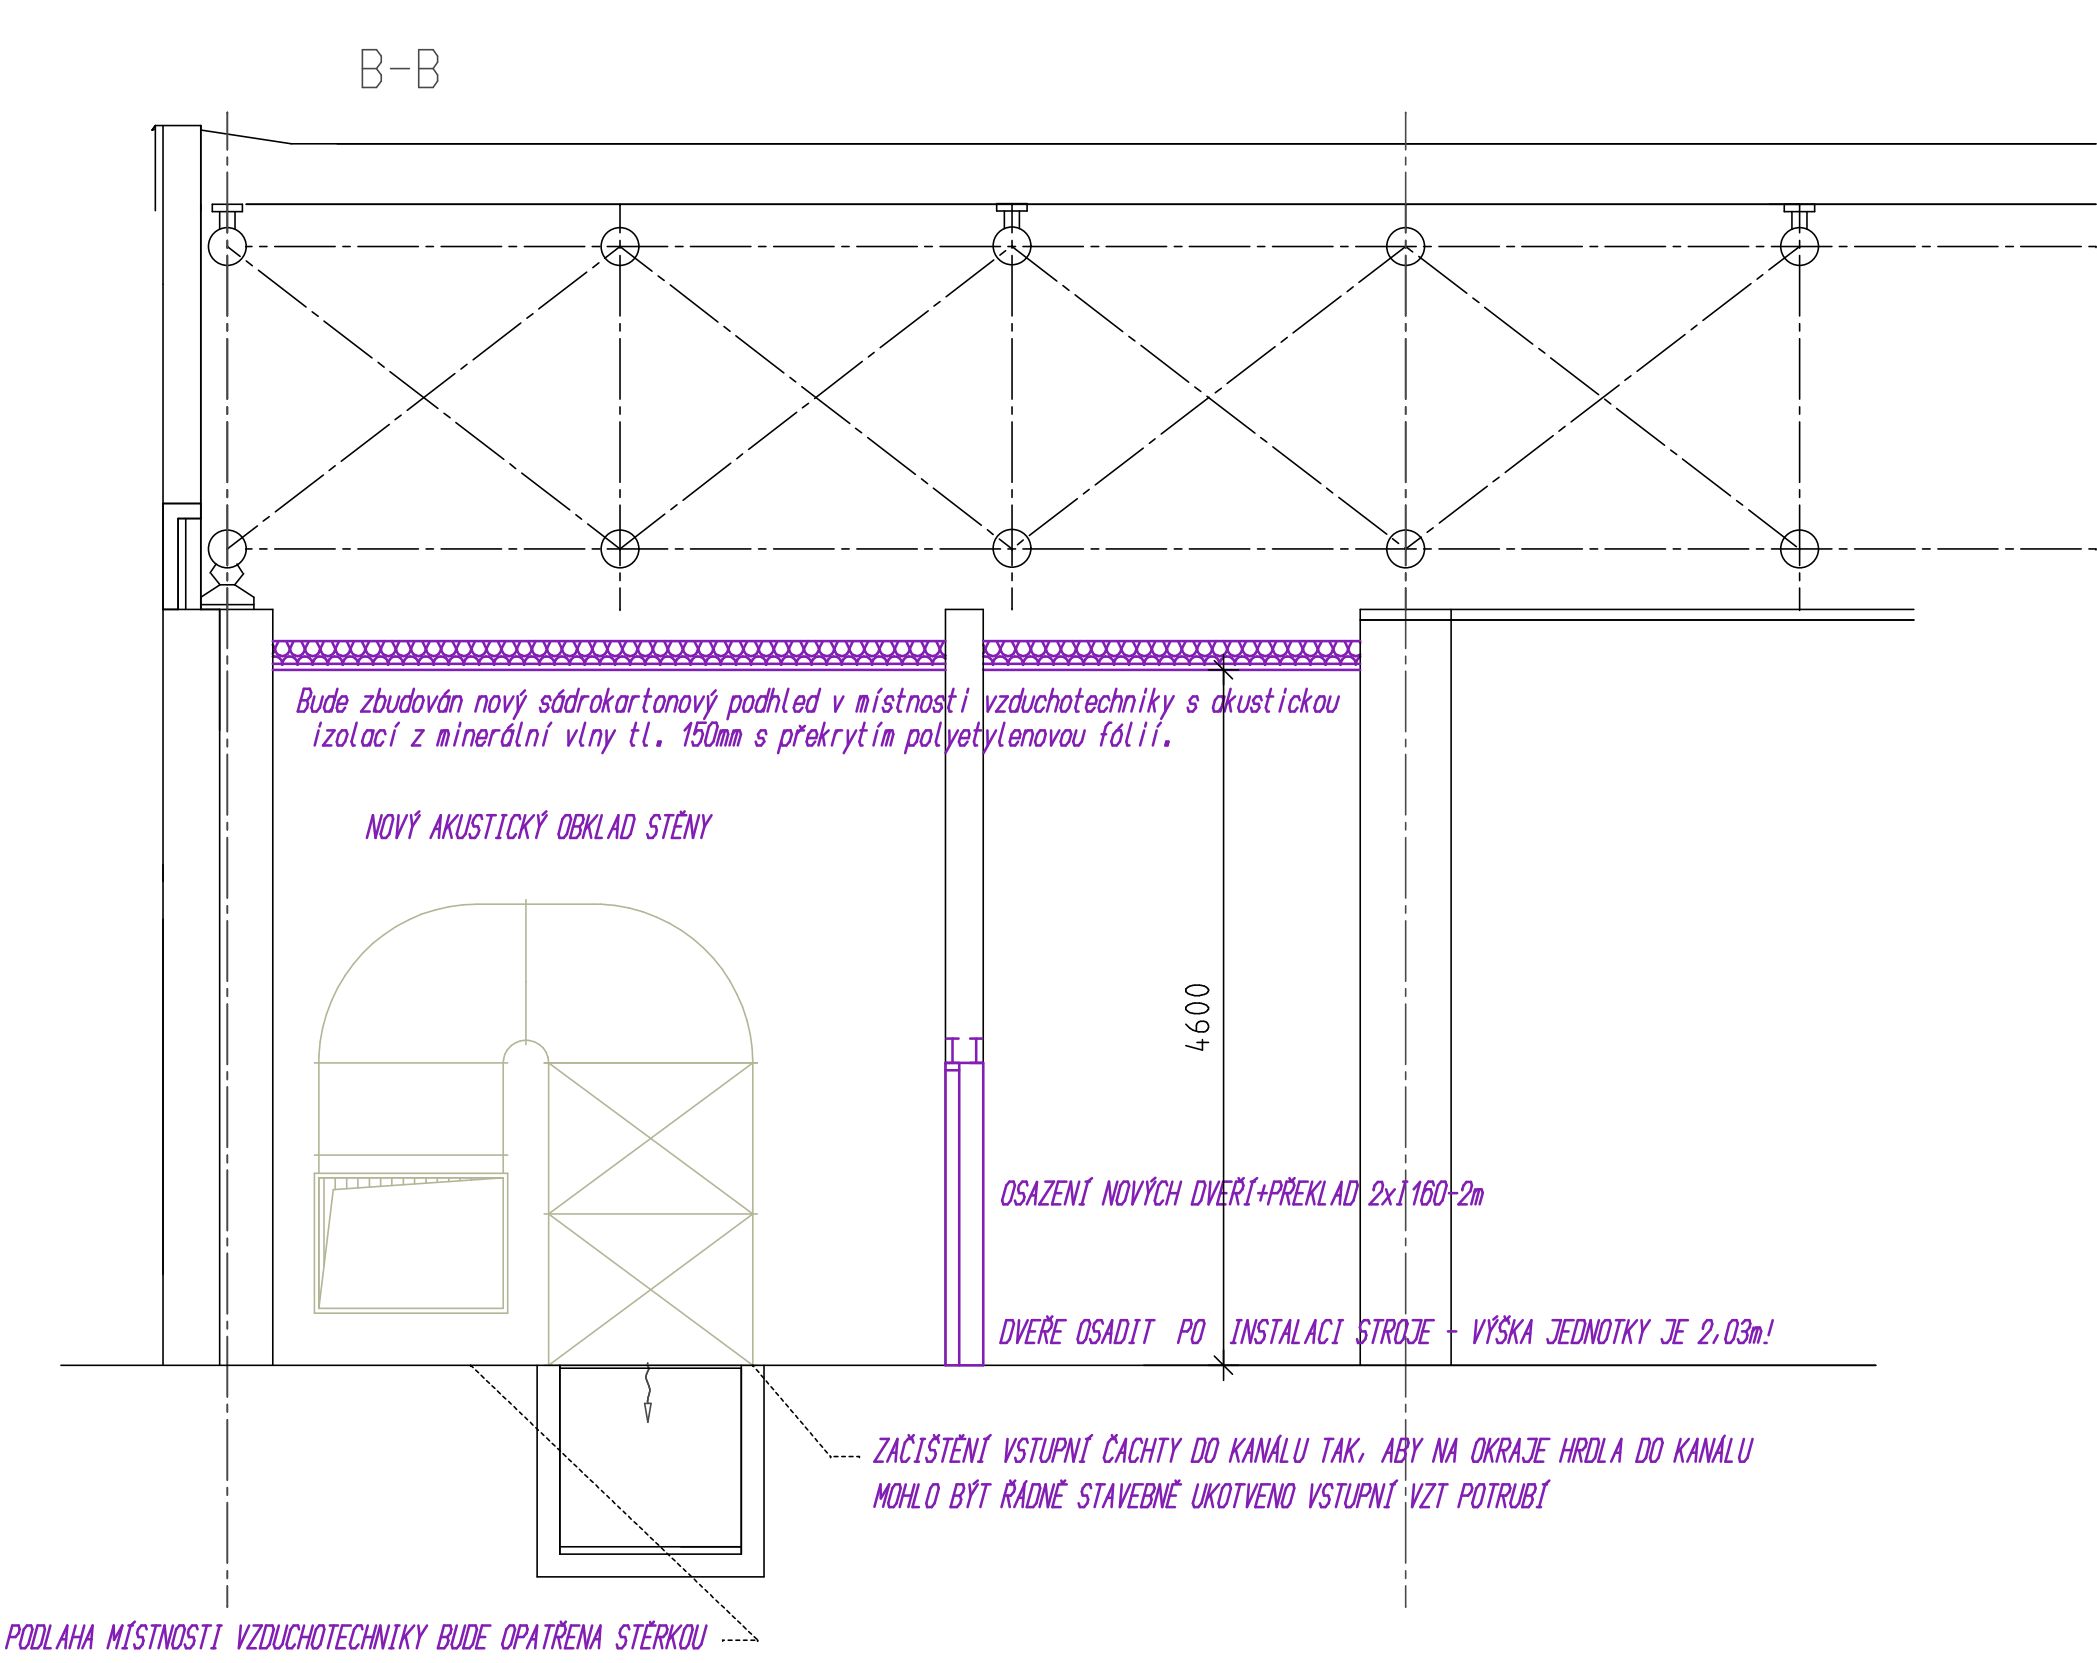 B-B
Bude zbudován nový sádrokartonový podhled v místnosti vzduchotechniky s akustickou
izolací z minerální vlny tl. 150mm s překrytím polyetylenovou fólií.
NOVÝ AKUSTICKÝ OBKLAD STĚNY
4600
OSAZENÍ NOVÝCH DVEŘÍ+PŘEKLAD 2xI160-2m
DVEŘE OSADIT PO INSTALACI STROJE - VÝŠKA JEDNOTKY JE 2,03m!
ZAČIŠTĚNÍ VSTUPNÍ ČACHTY DO KANÁLU TAK, ABY NA OKRAJE HRDLA DO KANÁLU
MOHLO BÝT ŘÁDNĚ STAVEBNĚ UKOTVENO VSTUPNÍ VZT POTRUBÍ
PODLAHA MÍSTNOSTI VZDUCHOTECHNIKY BUDE OPATŘENA STĚRKOU